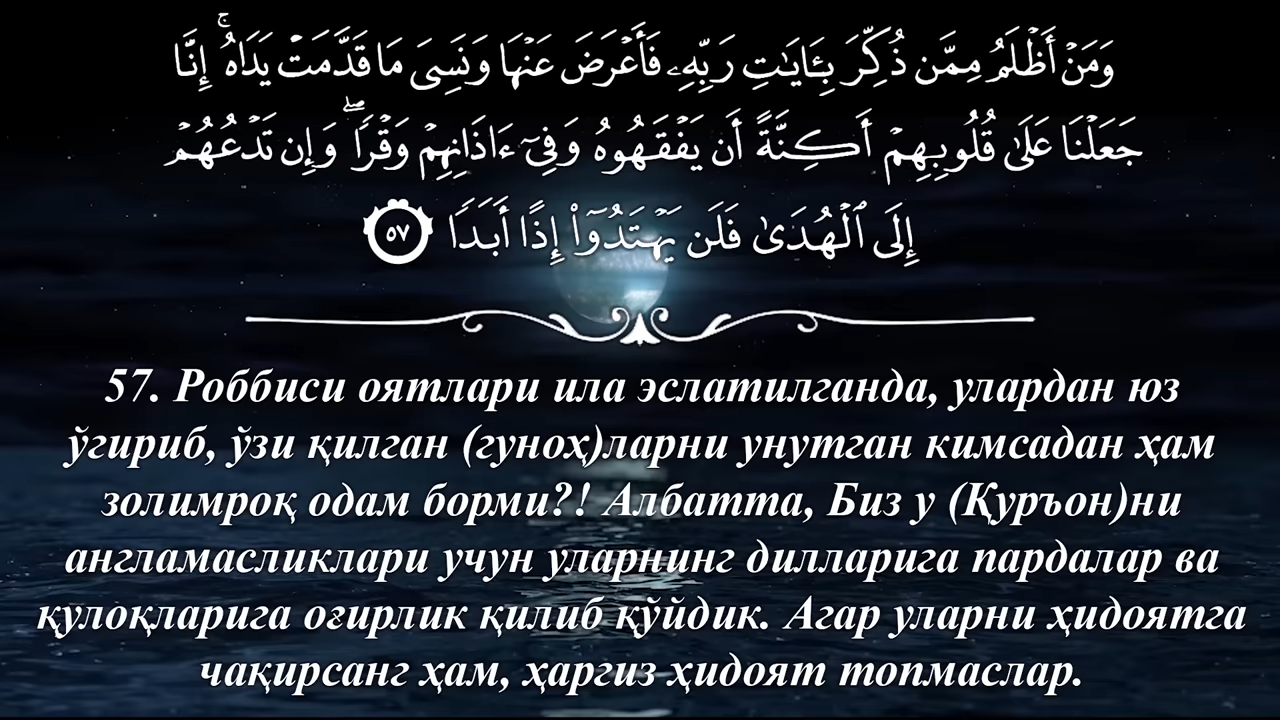 وَمَنْ أَظْلَمُ مِمَّن ذُكِّرَ بِـَٔايَـٰتِ رَبِّهِۦ فَأَعْرَضَ عَنْهَا وَنَسِىَ مَا قَدَّمَتْ يَدَاهُ ۚ إِنَّا
جَعَلْنَا عَلَىٰ قُلُوبِهِمْ أَكِنَّةً أَن يَفْقَهُوهُ وَفِىٓ ءَاذَانِهِمْ وَقْرًا ۖ وَإِن تَدْعُهُمْ
إِلَى ٱلْهُدَىٰ فَلَن يَهْتَدُوٓا۟ إِذًا أَبَدًا ٥٧
57. Роббиси оятлари ила эслатилганда, улардан юз
ўгириб, ўзи қилган (гуноҳ)ларни унутган кимсадан ҳам
золимроқ одам борми?! Албатта, Биз у (Қуръон)ни
англамасликлари учун уларнинг дилларига пардалар ва
қулоқларига оғирлик қилиб қўйдик. Агар уларни ҳидоятга
чақирсанг ҳам, ҳаргиз ҳидоят топмаслар.